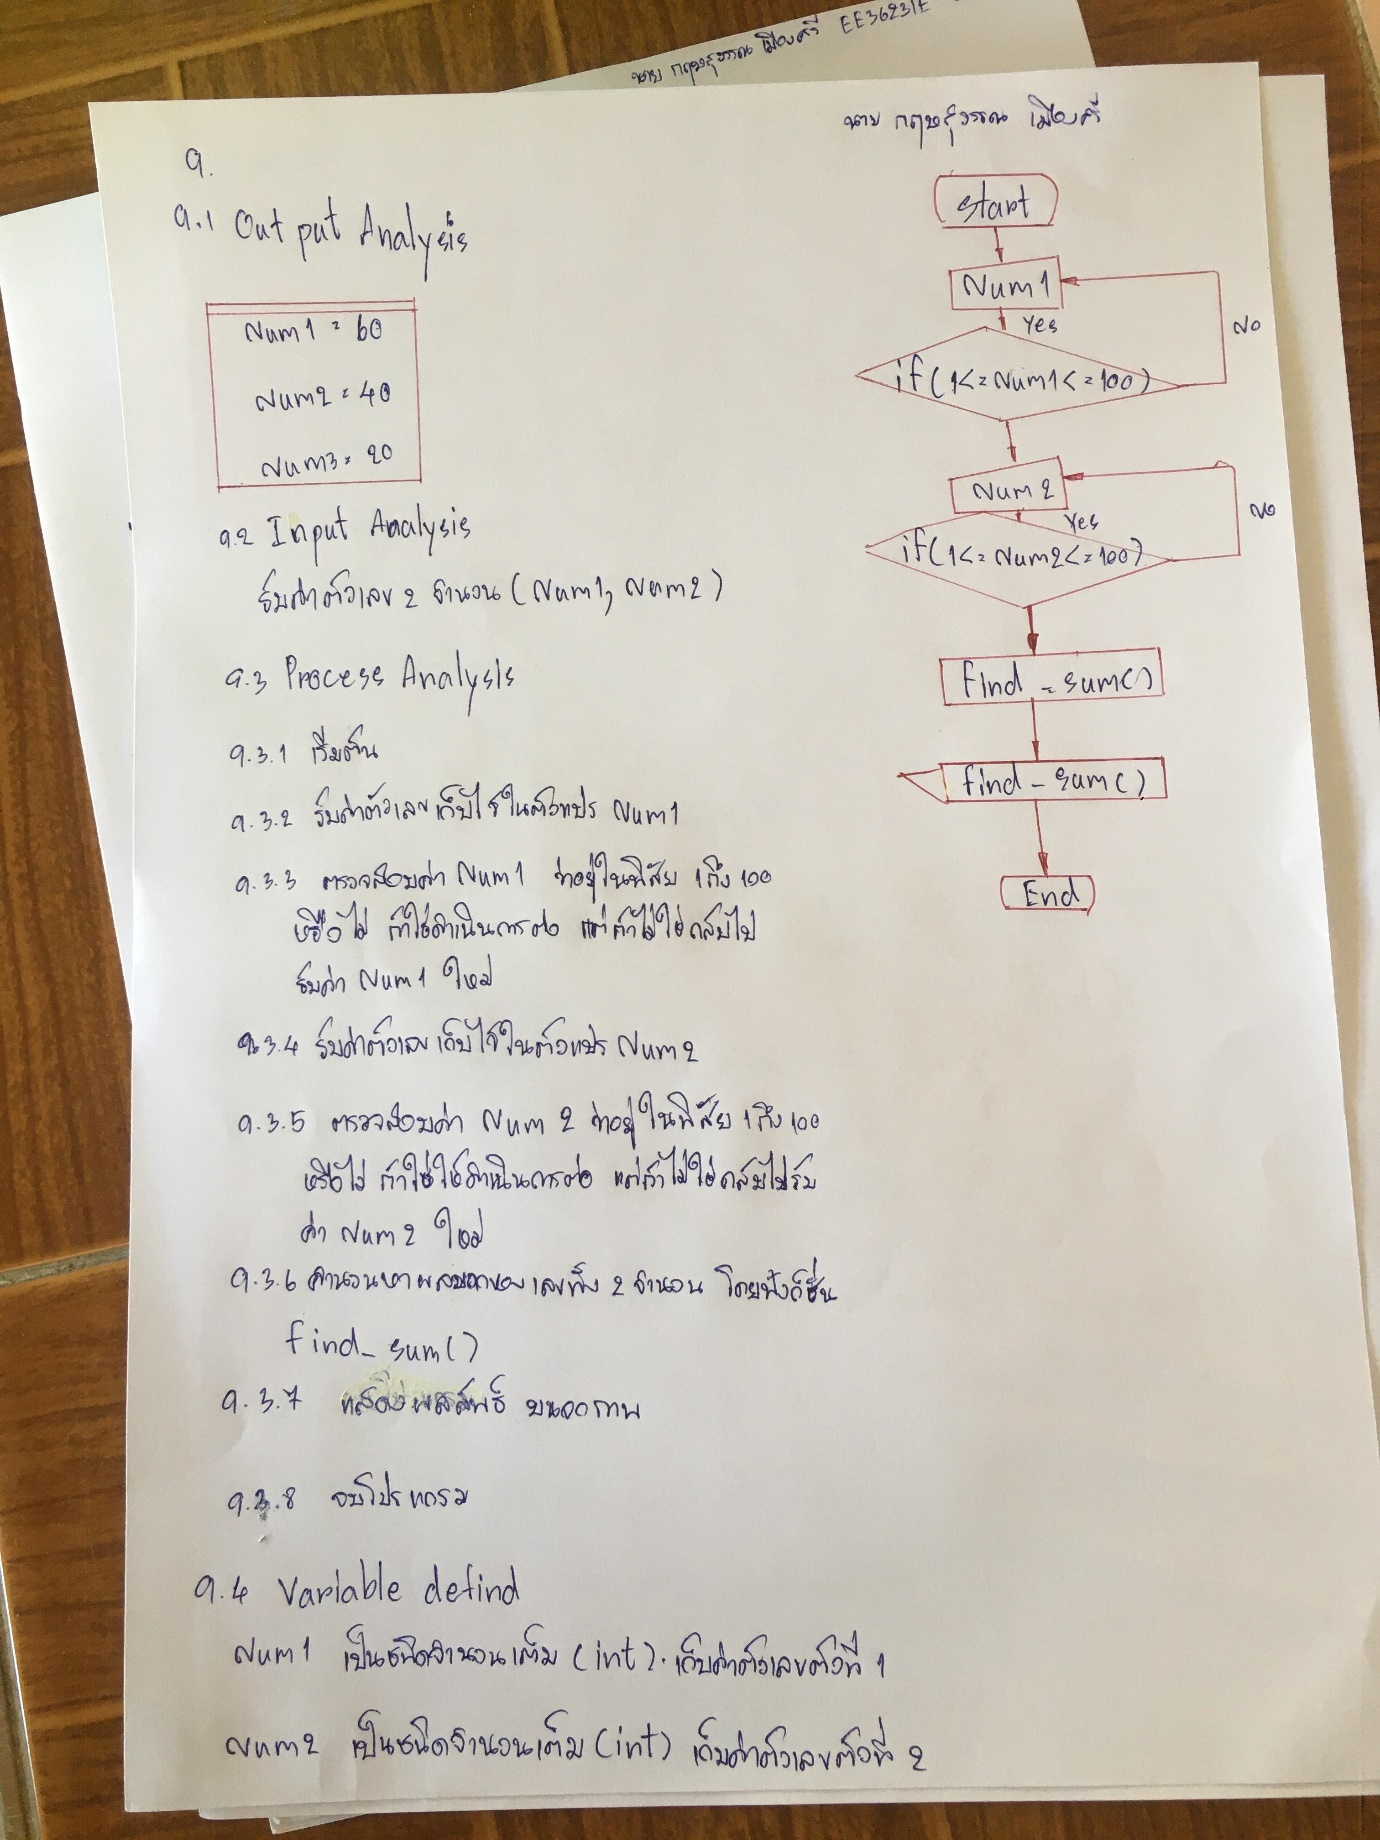 นาย กฤษสุวรรณ เมืองศรี EE36231E
นาย กฤษสุวรรณ เมืองศรี
9.
9.1 Output Analysis
Num1 = 60
Num2 = 40
Num3 = 20
9.2 Input Analysis
รับค่าตัวเลข 2 จำนวน (Num1, Num2)
9.3 Process Analysis
9.3.1 เริ่มต้น
9.3.2 รับค่าตัวเลขเก็บไว้ในตัวแปร Num1
9.3.3 ตรวจสอบค่า Num1 ว่าอยู่ในพิสัย 1 ถึง 100
หรือไม่ ถ้าใช่ดำเนินการต่อ แต่ถ้าไม่ใช่กลับไป
รับค่า Num1 ใหม่
9.3.4 รับค่าตัวเลขเก็บไว้ในตัวแปร Num2
9.3.5 ตรวจสอบค่า Num2 ว่าอยู่ในพิสัย 1 ถึง 100
หรือไม่ ถ้าใช่ให้ดำเนินการต่อ แต่ถ้าไม่ใช่กลับไปรับ
ค่า Num2 ใหม่
9.3.6 คำนวนหาผลบวกของเลขทั้ง 2 จำนวน โดยฟังก์ชั่น
find_sum()
9.3.7 แสดงผลลัพธ์ บนจอภาพ
9.3.8 จบโปรแกรม
9.4 Variable defind
Num1 เป็นชนิดจำนวนเต็ม (int). เก็บค่าตัวเลขตัวที่ 1
Num2 เป็นชนิดจำนวนเต็ม (int) เก็บค่าตัวเลขตัวที่ 2
Start
Num1
Yes
No
if(1<=Num1<=100)
Num2
Yes
No
if(1<=Num2<=100)
Find_sum()
find_sum()
End